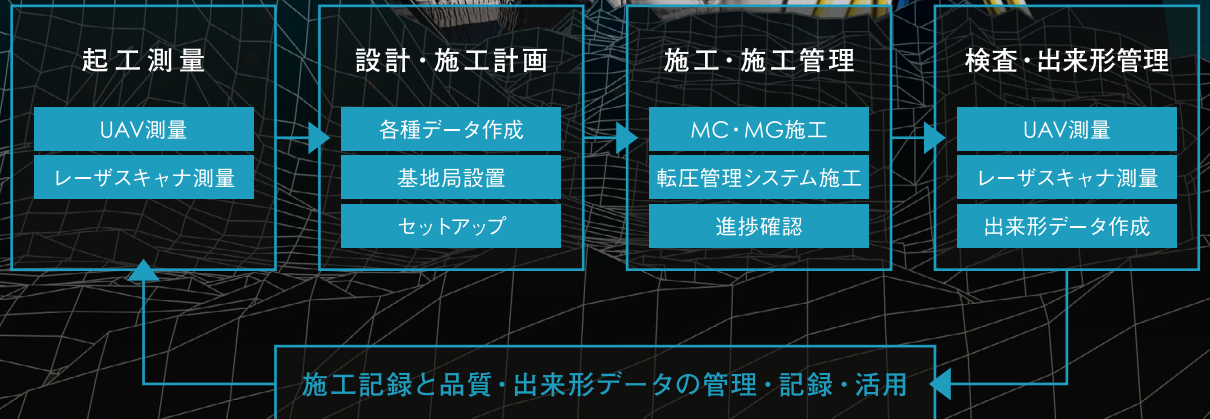 起工測量
UAV測量
レーザスキャナ測量
設計・施工計画
各種データ作成
基地局設置
セットアップ
施工・施工管理
MC・MG施工
転圧管理システム施工
進捗確認
検査・出来形管理
UAV測量
レーザスキャナ測量
出来形データ作成
施工記録と品質・出来形データの管理・記録・活用